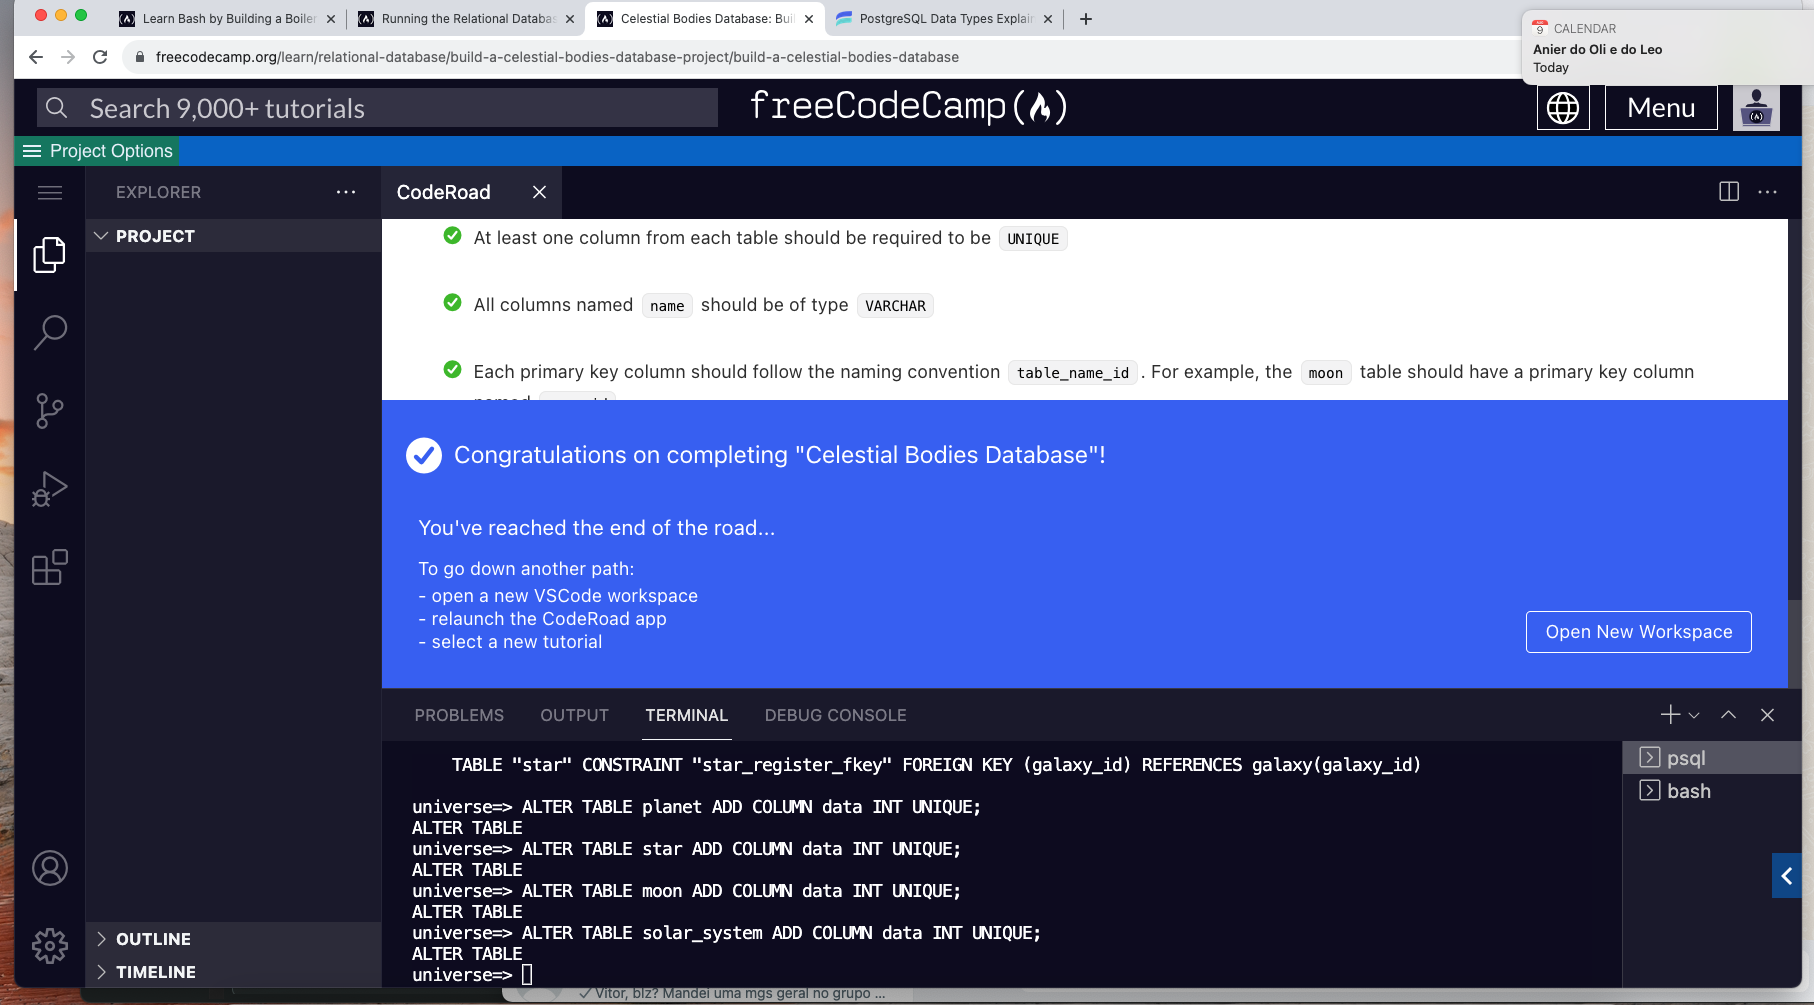 Learn Bash by Building a Boiler
Running the Relational Databas
Celestial Bodies Database: Buil
PostgreSQL Data Types Explain
freecodecamp.org/learn/relational-database/build-a-celestial-bodies-database-project/build-a-celestial-bodies-database
9 CALENDAR
Anier do Oli e do Leo
Today
Search 9,000+ tutorials
freeCodeCamp(🔥)
Menu
Project Options
EXPLORER
CodeRoad
PROJECT
At least one column from each table should be required to be UNIQUE
All columns named name should be of type VARCHAR
Each primary key column should follow the naming convention table_name_id. For example, the moon table should have a primary key column
Congratulations on completing "Celestial Bodies Database"!
You've reached the end of the road...
To go down another path:
- open a new VSCode workspace
- relaunch the CodeRoad app
- select a new tutorial
Open New Workspace
PROBLEMS OUTPUT TERMINAL DEBUG CONSOLE
TABLE "star" CONSTRAINT "star_register_fkey" FOREIGN KEY (galaxy_id) REFERENCES galaxy(galaxy_id)
universe=> ALTER TABLE planet ADD COLUMN data INT UNIQUE;
ALTER TABLE
universe=> ALTER TABLE star ADD COLUMN data INT UNIQUE;
ALTER TABLE
universe=> ALTER TABLE moon ADD COLUMN data INT UNIQUE;
ALTER TABLE
universe=> ALTER TABLE solar_system ADD COLUMN data INT UNIQUE;
ALTER TABLE
universe=>
psql
bash
OUTLINE
TIMELINE
✓ Vitor, blz? Mandei uma mgs geral no grupo ...